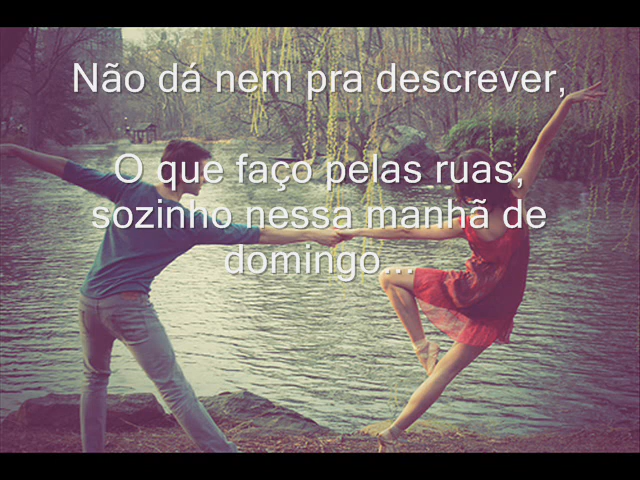 Não dá nem pra descrever,
O que faço pelas ruas,
sozinho nessa manhã de
domingo...